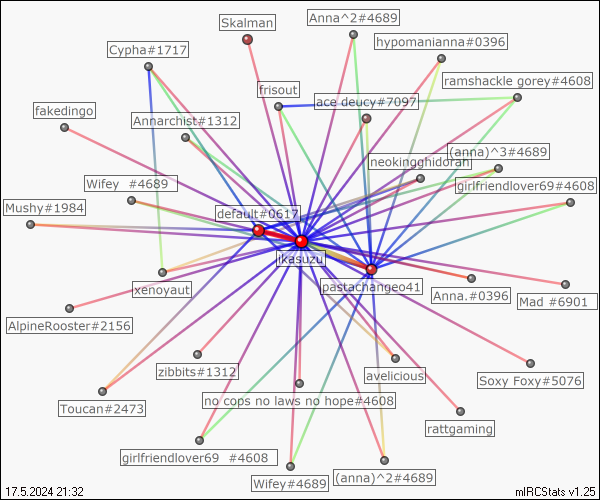 Skalman
Anna^2#4689
hypomanianna#0396
Cypha#1717
ramshackle gorey#4608
frisout
ace deucy#7097
fakedingo
Annarchist#1312
(anna)^3#4689
neokingghidorah
Wifey #4689
girlfriendlover69#4608
Mushy#1984
default#0617
ikasuzu
pastachangeo41
xenoyaut
Anna.#0396
Mad #6901
AlpineRooster#2156
zibbits#1312
avelicious
Soxy Foxy#5076
Toucan#2473
no cops no laws no hope#4608
rattgaming
girlfriendlover69 #4608
Wifey#4689
(anna)^2#4689
17.5.2024 21:32
mIRCStats v1.25